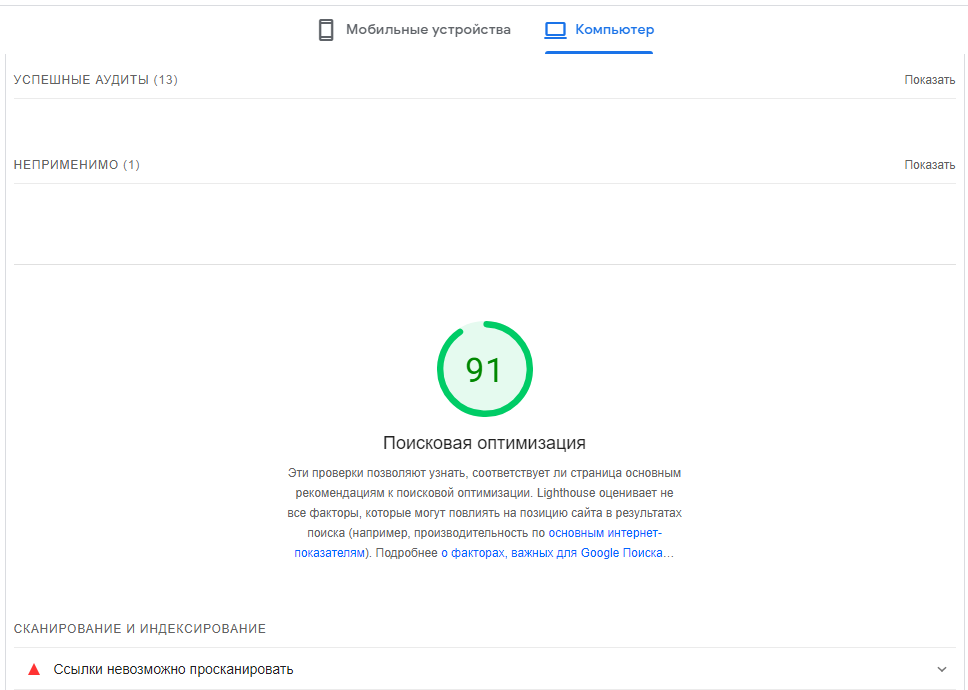 Мобильные устройства
Компьютер
УСПЕШНЫЕ АУДИТЫ (13)
Показать
НЕПРИМЕНИМО (1)
Показать
91
Поисковая оптимизация
Эти проверки позволяют узнать, соответствует ли страница основным
рекомендациям к поисковой оптимизации. Lighthouse оценивает не
все факторы, которые могут повлиять на позицию сайта в результатах
поиска (например, производительность по основным интернет-
показателям). Подробнее о факторах, важных для Google Поиска…
СКАНИРОВАНИЕ И ИНДЕКСИРОВАНИЕ
Ссылки невозможно просканировать